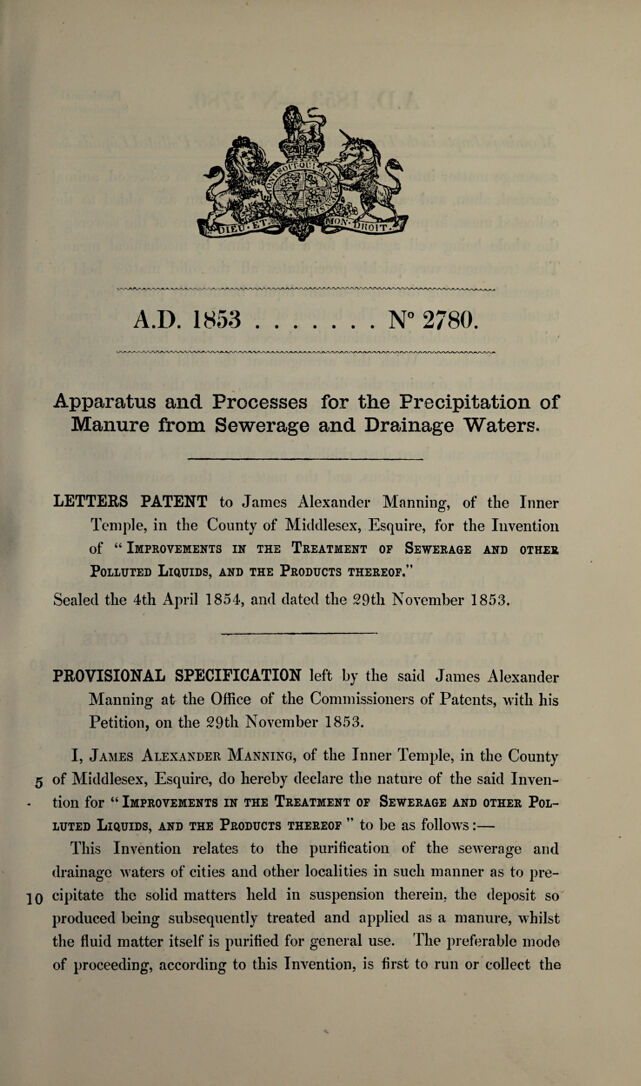 HONI SOIT QUI MAL
DIEU · ET · MON · DROIT.
A.D. 1853 . . . . . . . . Nº 2780.
Apparatus and Processes for the Precipitation of
Manure from Sewerage and Drainage Waters.
LETTERS PATENT to James Alexander Manning, of the Inner
Temple, in the County of Middlesex, Esquire, for the Invention
of “ IMPROVEMENTS IN THE TREATMENT OF SEWERAGE AND OTHER
POLLUTED LIQUIDS, AND THE PRODUCTS THEREOF.”
Sealed the 4th April 1854, and dated the 29th November 1853.
PROVISIONAL SPECIFICATION left by the said James Alexander
Manning at the Office of the Commissioners of Patents, with his
Petition, on the 29th November 1853.
I, JAMES ALEXANDER MANNING, of the Inner Temple, in the County
5 of Middlesex, Esquire, do hereby declare the nature of the said Inven-
tion for “ IMPROVEMENTS IN THE TREATMENT OF SEWERAGE AND OTHER POL-
LUTED LIQUIDS, AND THE PRODUCTS THEREOF ” to be as follows :—
This Invention relates to the purification of the sewerage and
drainage waters of cities and other localities in such manner as to pre-
10 cipitate the solid matters held in suspension therein, the deposit so
produced being subsequently treated and applied as a manure, whilst
the fluid matter itself is purified for general use. The preferable mode
of proceeding, according to this Invention, is first to run or collect the